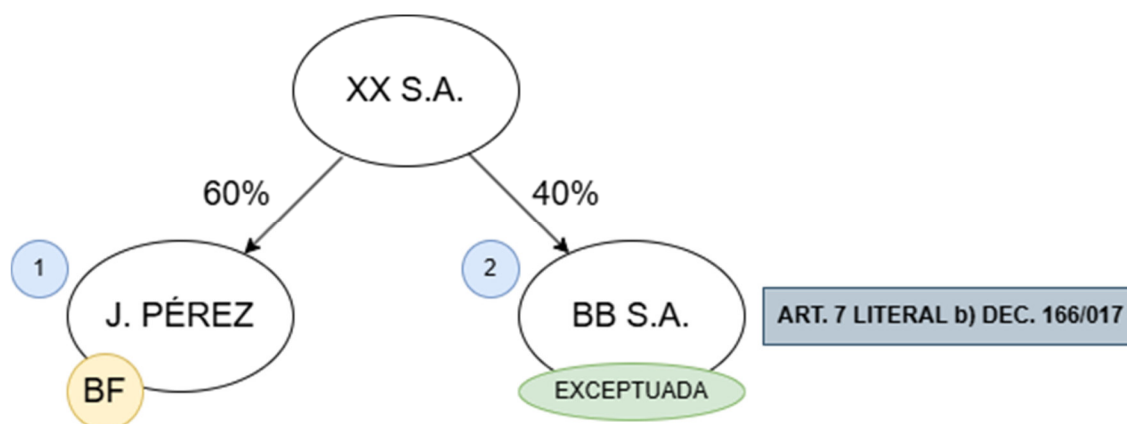 XX S.A.
60%
40%
1
2
J. PÉREZ
BB S.A.
ART. 7 LITERAL b) DEC. 166/017
BF
EXCEPTUADA